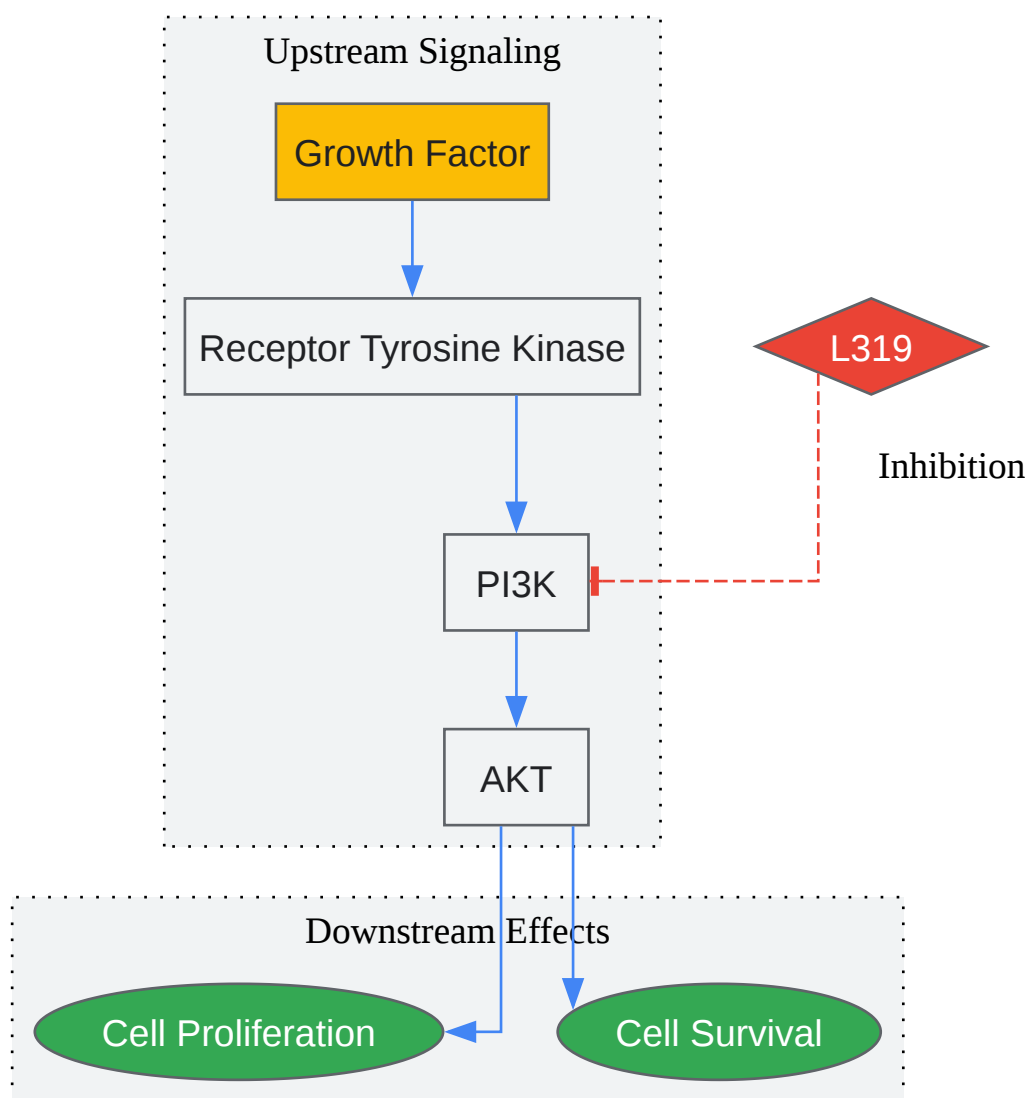 Upstream Signaling
Growth Factor
Receptor Tyrosine Kinase
L319
Inhibition
PI3K
AKT
Downstream Effects
Cell Proliferation
Cell Survival